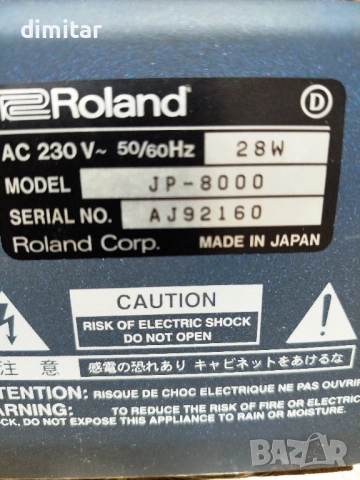 dimitar
Roland
D
AC 230 V~ 50/60Hz 28W
MODEL JP-8000
SERIAL NO. AJ92160
Roland Corp. MADE IN JAPAN
CAUTION
RISK OF ELECTRIC SHOCK
DO NOT OPEN
注 意 感電の恐れあり キャビネットをあけるな
TENTION: RISQUE DE CHOC ELECTRIQUE NE PAS OUVRIR
ARNING: TO REDUCE THE RISK OF FIRE OR ELECTRIC
CK, DO NOT EXPOSE THIS APPLIANCE TO RAIN OR MOISTURE.
BAZAR